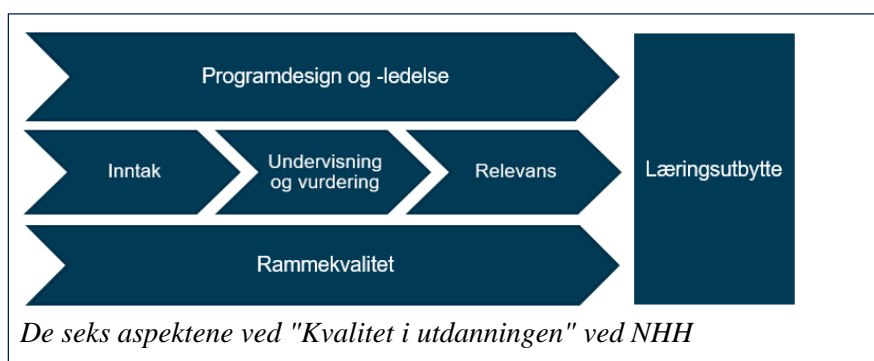 Programdesign og -ledelse
Inntak
Undervisning
og vurdering
Relevans
Læringsutbytte
Rammekvalitet
De seks aspektene ved "Kvalitet i utdanningen" ved NHH